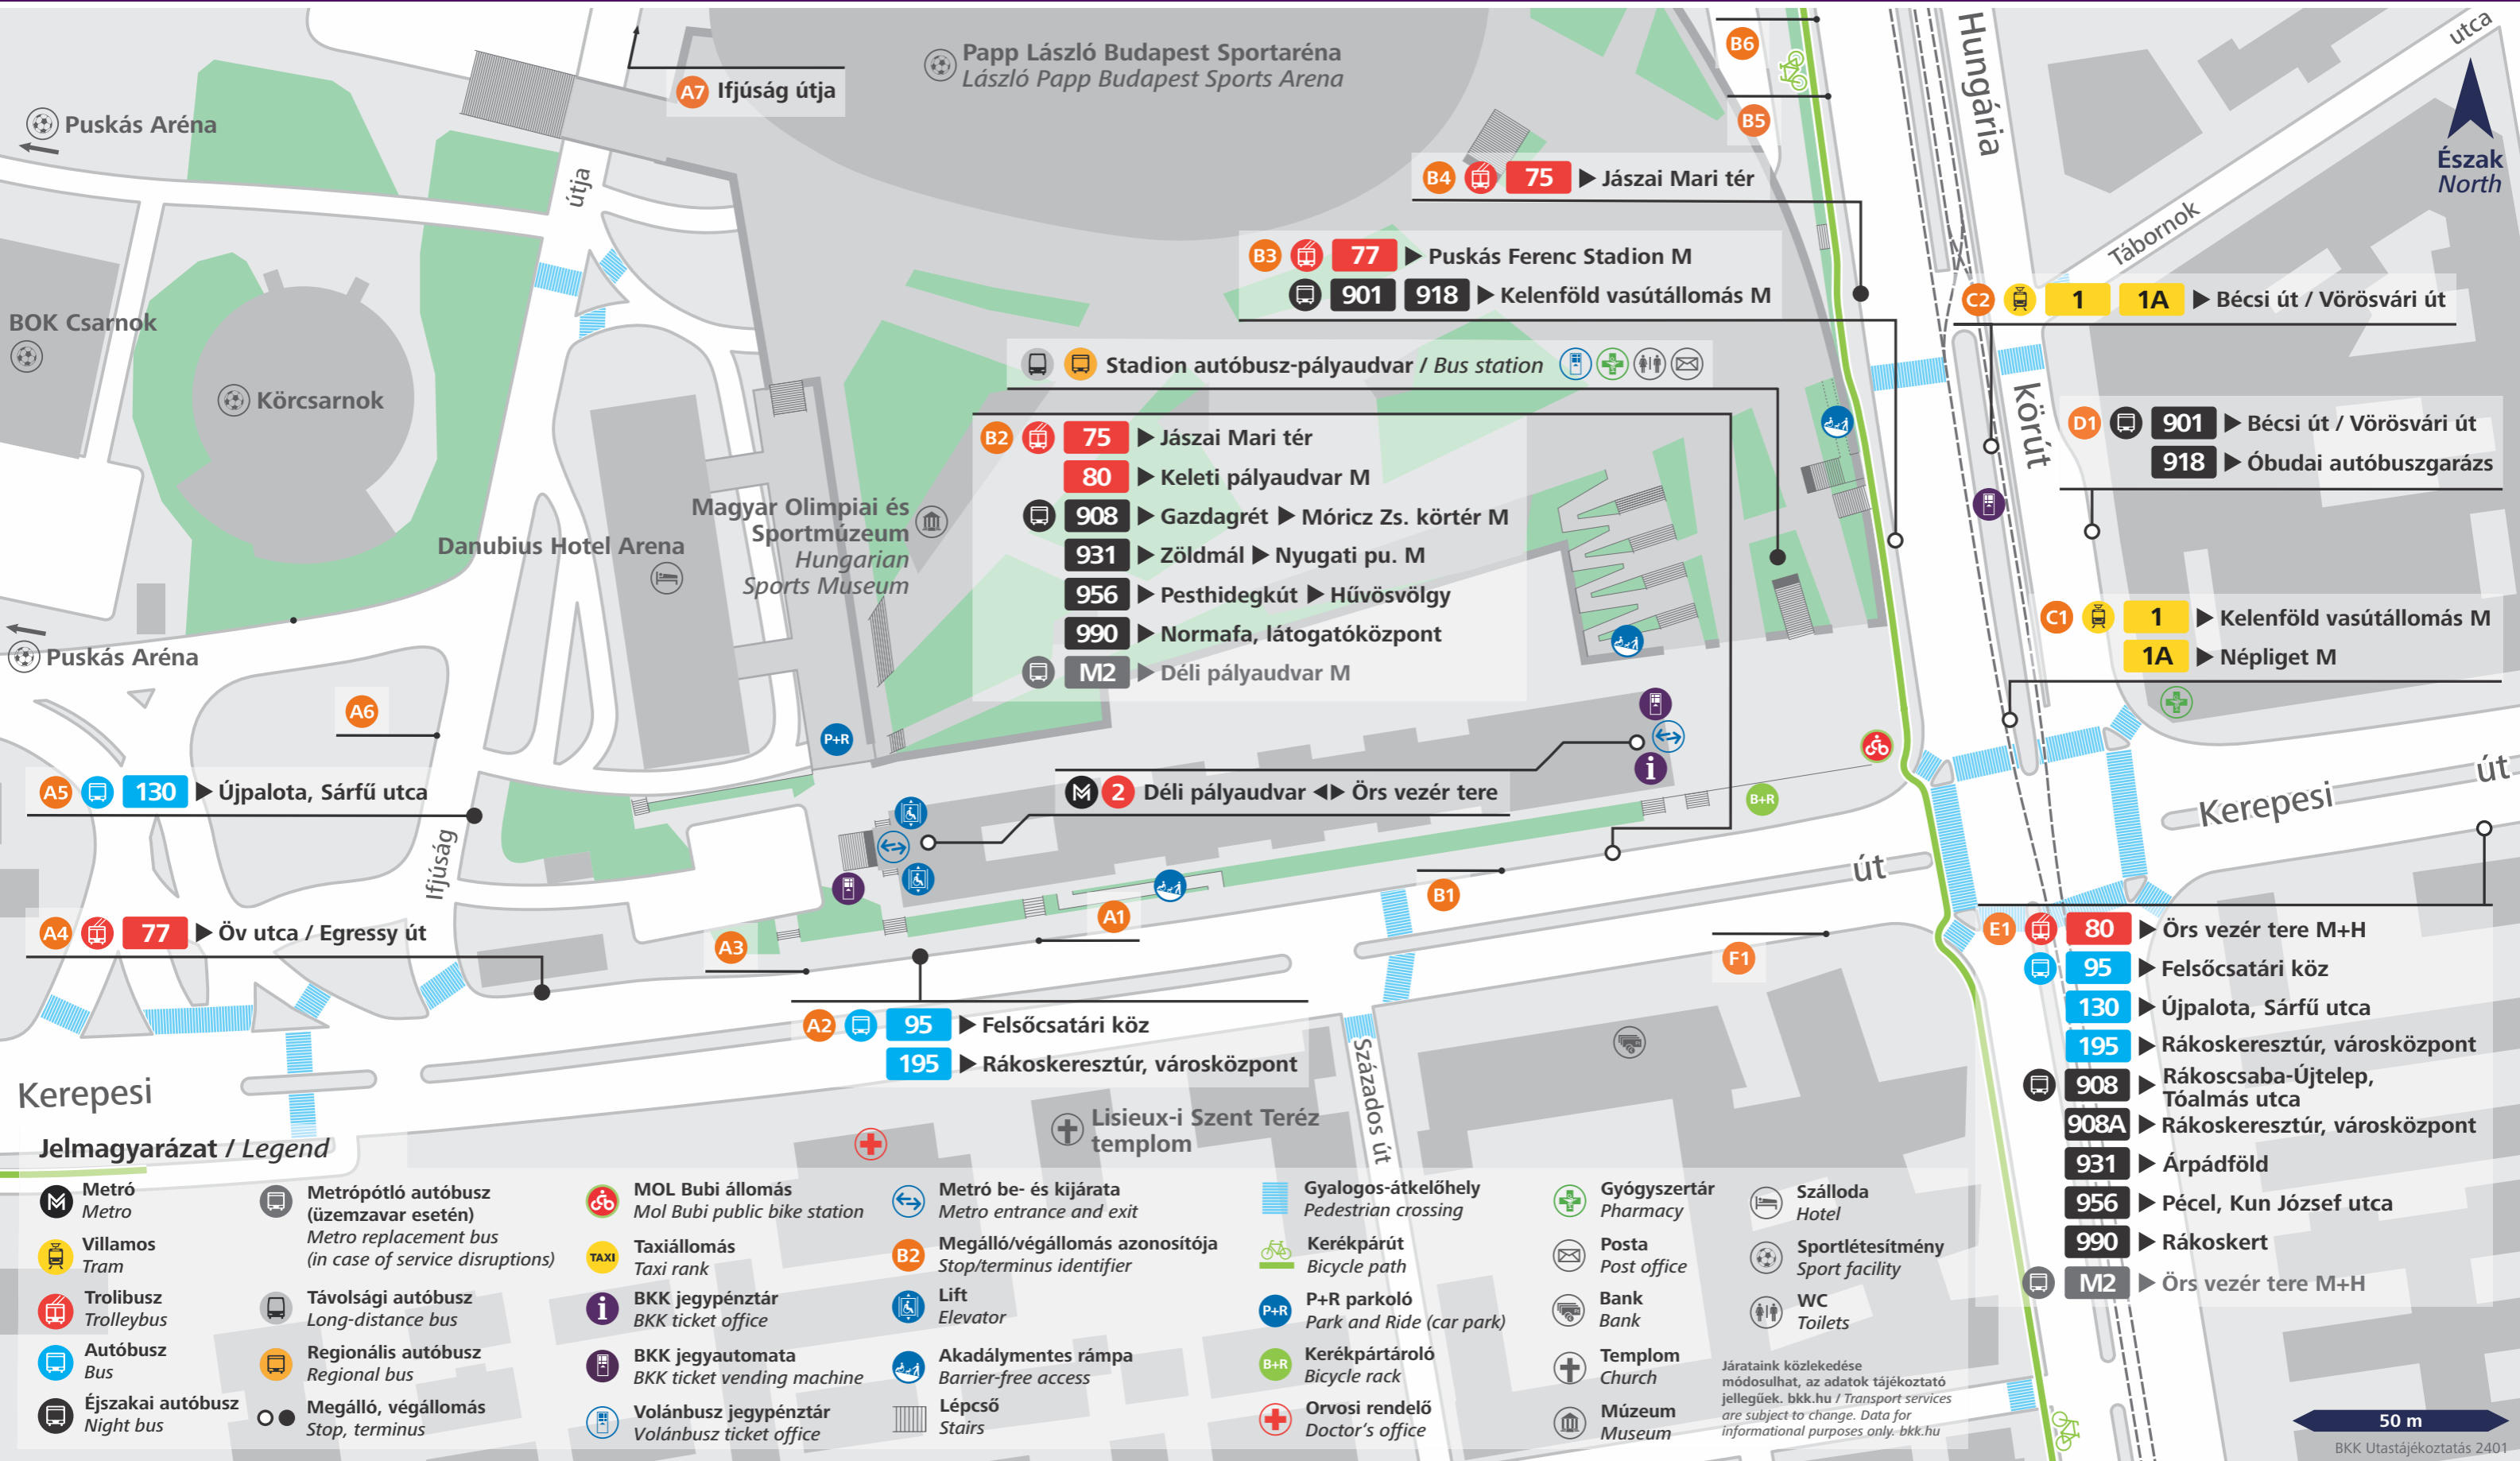 Papp László Budapest Sportaréna
László Papp Budapest Sports Arena
A7 Ifjúság útja
Puskás Aréna
útja
BOK Csarnok
Körcsarnok
Danubius Hotel Arena
Magyar Olimpiai és
Sportmúzeum
Hungarian
Sports Museum
Puskás Aréna
B6
B5
Hungária
utca
Észak
North
Tábornok
B4 75 ▶ Jászai Mari tér
B3 77 ▶ Puskás Ferenc Stadion M
901 918 ▶ Kelenföld vasútállomás M
C2 1 1A ▶ Bécsi út / Vörösvári út
Stadion autóbusz-pályaudvar / Bus station
körút
B2 75 ▶ Jászai Mari tér
80 ▶ Keleti pályaudvar M
908 ▶ Gazdagrét ▶ Móricz Zs. körtér M
931 ▶ Zöldmál ▶ Nyugati pu. M
956 ▶ Pesthidegkút ▶ Hűvösvölgy
990 ▶ Normafa, látogatóközpont
M2 ▶ Déli pályaudvar M
D1 901 ▶ Bécsi út / Vörösvári út
918 ▶ Óbudai autóbuszgarázs
C1 1 ▶ Kelenföld vasútállomás M
1A ▶ Népliget M
A6
P+R
A5 130 ▶ Újpalota, Sárfű utca
M 2 Déli pályaudvar ◀▶ Örs vezér tere
i
B+R
Kerepesi
út
Ifjúság
út
A4 77 ▶ Öv utca / Egressy út
A3
A1
B1
F1
A2 95 ▶ Felsőcsatári köz
195 ▶ Rákoskeresztúr, városközpont
Százados út
Kerepesi
Lisieux-i Szent Teréz
templom
E1 80 ▶ Örs vezér tere M+H
95 ▶ Felsőcsatári köz
130 ▶ Újpalota, Sárfű utca
195 ▶ Rákoskeresztúr, városközpont
908 ▶ Rákoscsaba-Újtelep,
Tóalmás utca
908A ▶ Rákoskeresztúr, városközpont
931 ▶ Árpádföld
956 ▶ Pécel, Kun József utca
990 ▶ Rákoskert
M2 ▶ Örs vezér tere M+H
Jelmagyarázat / Legend
M Metró
Metro
Villamos
Tram
Trolibusz
Trolleybus
Autóbusz
Bus
Éjszakai autóbusz
Night bus
Metrópótló autóbusz
(üzemzavar esetén)
Metro replacement bus
(in case of service disruptions)
Távolsági autóbusz
Long-distance bus
Regionális autóbusz
Regional bus
Megálló, végállomás
Stop, terminus
MOL Bubi állomás
Mol Bubi public bike station
TAXI Taxiállomás
Taxi rank
i BKK jegypénztár
BKK ticket office
BKK jegyautomata
BKK ticket vending machine
Volánbusz jegypénztár
Volánbusz ticket office
Metró be- és kijárata
Metro entrance and exit
B2 Megálló/végállomás azonosítója
Stop/terminus identifier
Lift
Elevator
Akadálymentes rámpa
Barrier-free access
Lépcső
Stairs
Gyalogos-átkelőhely
Pedestrian crossing
Kerékpárút
Bicycle path
P+R P+R parkoló
Park and Ride (car park)
B+R Kerékpártároló
Bicycle rack
Orvosi rendelő
Doctor's office
Gyógyszertár
Pharmacy
Posta
Post office
Bank
Bank
Templom
Church
Múzeum
Museum
Szálloda
Hotel
Sportlétesítmény
Sport facility
WC
Toilets
Járataink közlekedése
módosulhat, az adatok tájékoztató
jellegűek. bkk.hu / Transport services
are subject to change. Data for
informational purposes only. bkk.hu
50 m
BKK Utastájékoztatás 2401